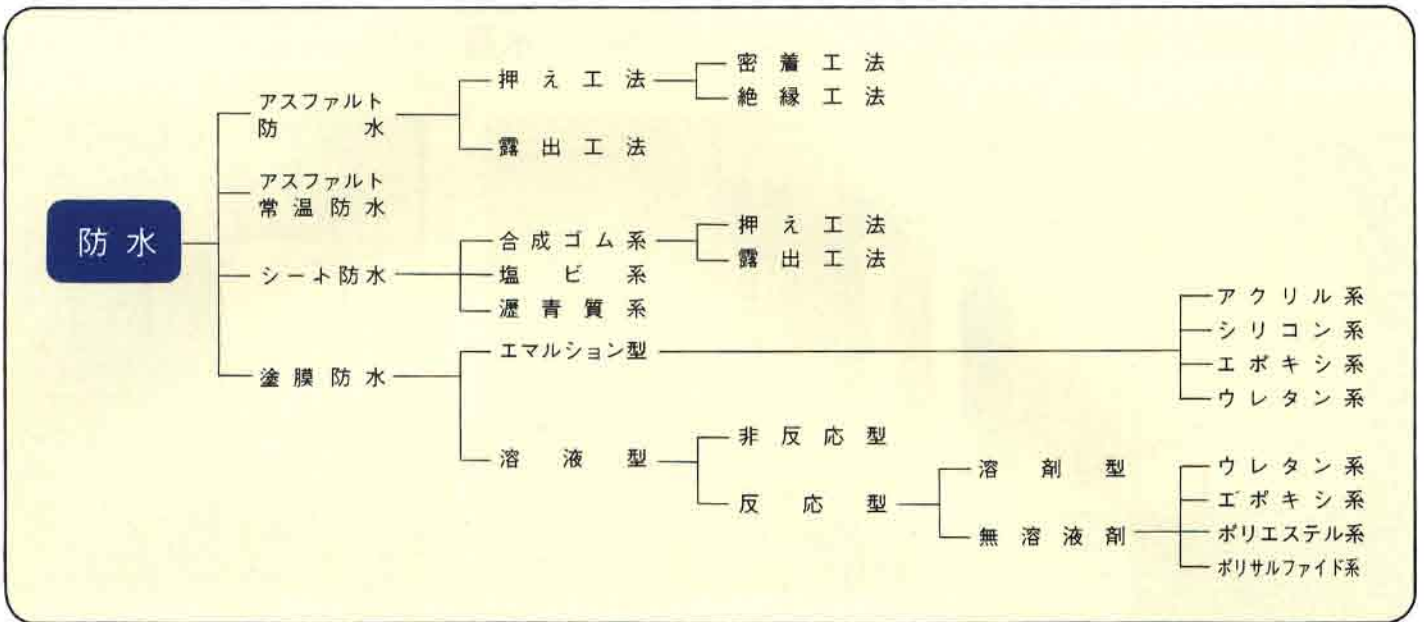 防水
アスファルト
防水
アスファルト
常温防水
シート防水
塗膜防水
押え工法
露出工法
合成ゴム系
塩ビ系
瀝青質系
エマルション型
溶液型
密着工法
絶縁工法
押え工法
露出工法
非反応型
反応型
溶剤型
無溶液剤
アクリル系
シリコン系
エポキシ系
ウレタン系
ウレタン系
エポキシ系
ポリエステル系
ポリサルファイド系